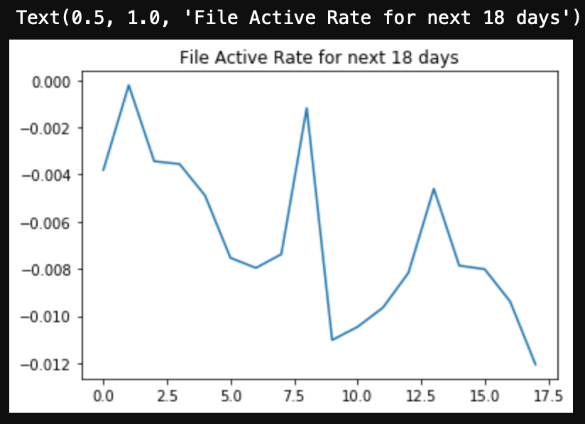 Text(0.5, 1.0, 'File Active Rate for next 18 days')
File Active Rate for next 18 days
0.000
−0.002
−0.004
−0.006
−0.008
−0.010
−0.012
0.0 2.5 5.0 7.5 10.0 12.5 15.0 17.5